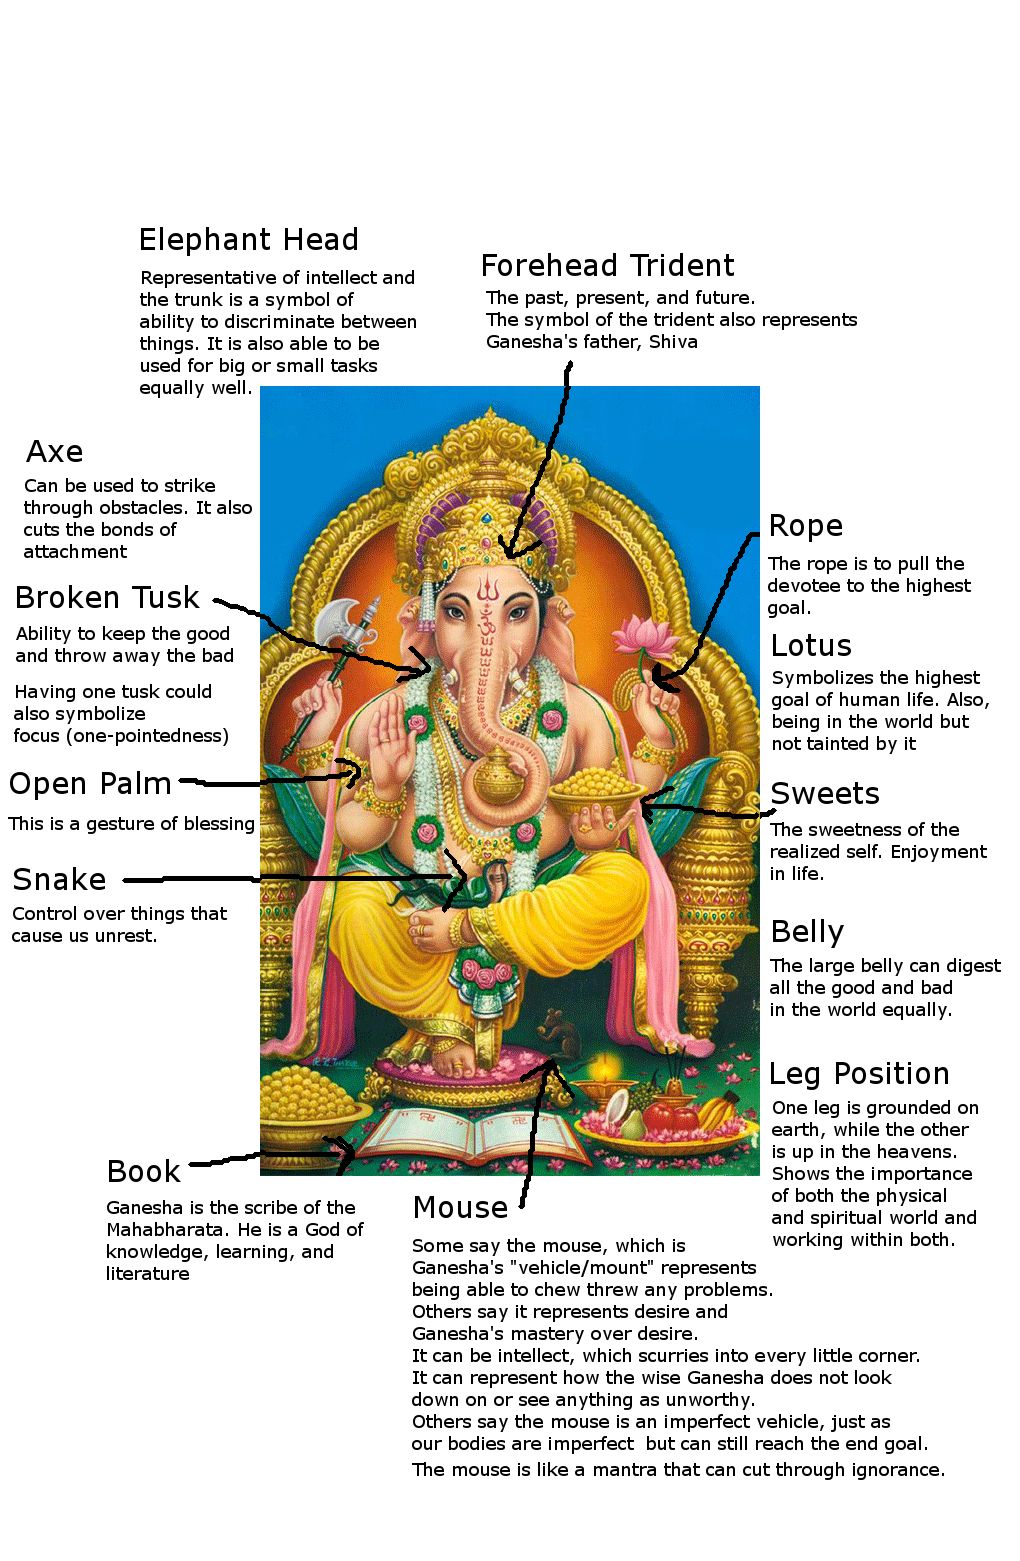 Elephant Head
Representative of intellect and
the trunk is a symbol of
ability to discriminate between
things. It is also able to be
used for big or small tasks
equally well.
Forehead Trident
The past, present, and future.
The symbol of the trident also represents
Ganesha's father, Shiva
Axe
Can be used to strike
through obstacles. It also
cuts the bonds of
attachment
Broken Tusk
Ability to keep the good
and throw away the bad
Having one tusk could
also symbolize
focus (one-pointedness)
Open Palm
This is a gesture of blessing
Snake
Control over things that
cause us unrest.
Rope
The rope is to pull the
devotee to the highest
goal.
Lotus
Symbolizes the highest
goal of human life. Also,
being in the world but
not tainted by it
Sweets
The sweetness of the
realized self. Enjoyment
in life.
Belly
The large belly can digest
all the good and bad
in the world equally.
Leg Position
One leg is grounded on
earth, while the other
is up in the heavens.
Shows the importance
of both the physical
and spiritual world and
working within both.
Book
Ganesha is the scribe of the
Mahabharata. He is a God of
knowledge, learning, and
literature
Mouse
Some say the mouse, which is
Ganesha's "vehicle/mount" represents
being able to chew threw any problems.
Others say it represents desire and
Ganesha's mastery over desire.
It can be intellect, which scurries into every little corner.
It can represent how the wise Ganesha does not look
down on or see anything as unworthy.
Others say the mouse is an imperfect vehicle, just as
our bodies are imperfect  but can still reach the end goal.
The mouse is like a mantra that can cut through ignorance.